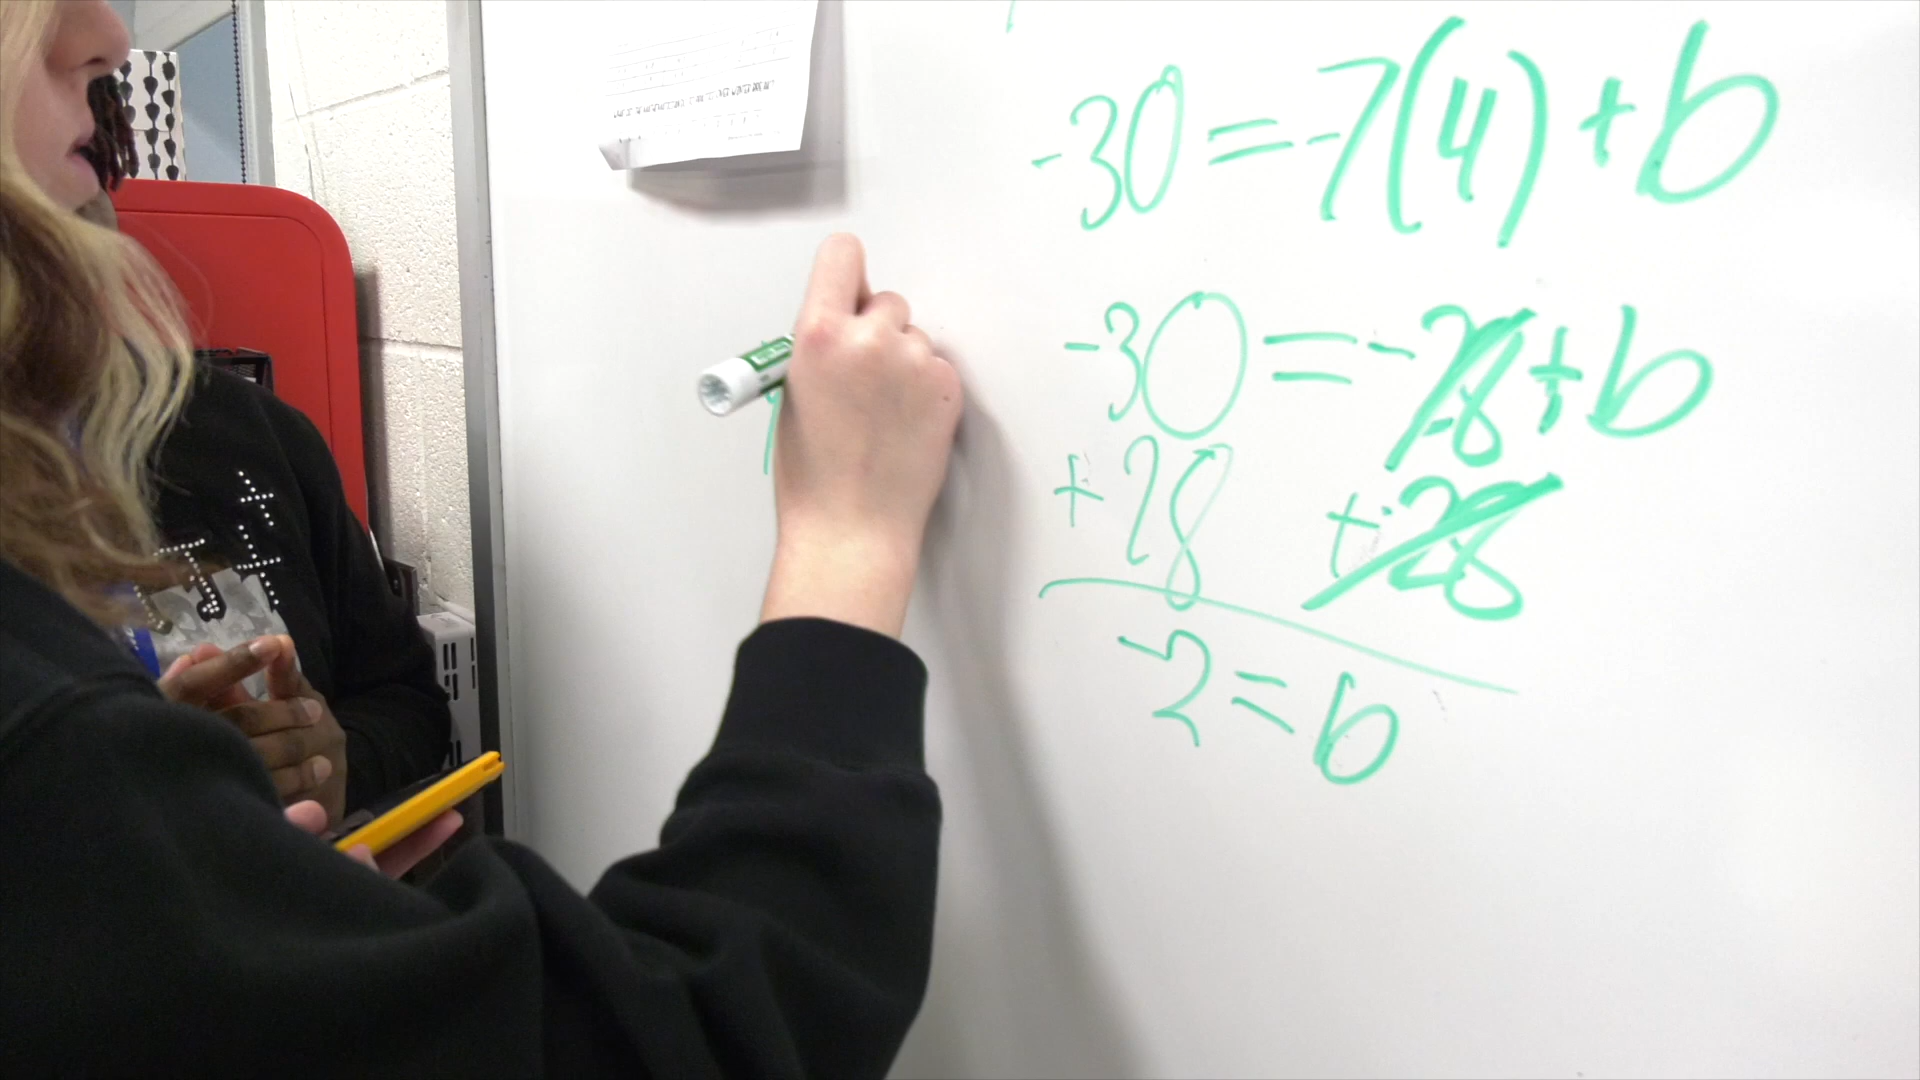 -30 = -7(4) + b
-30 = -28 + b
+28 +28
-2 = b